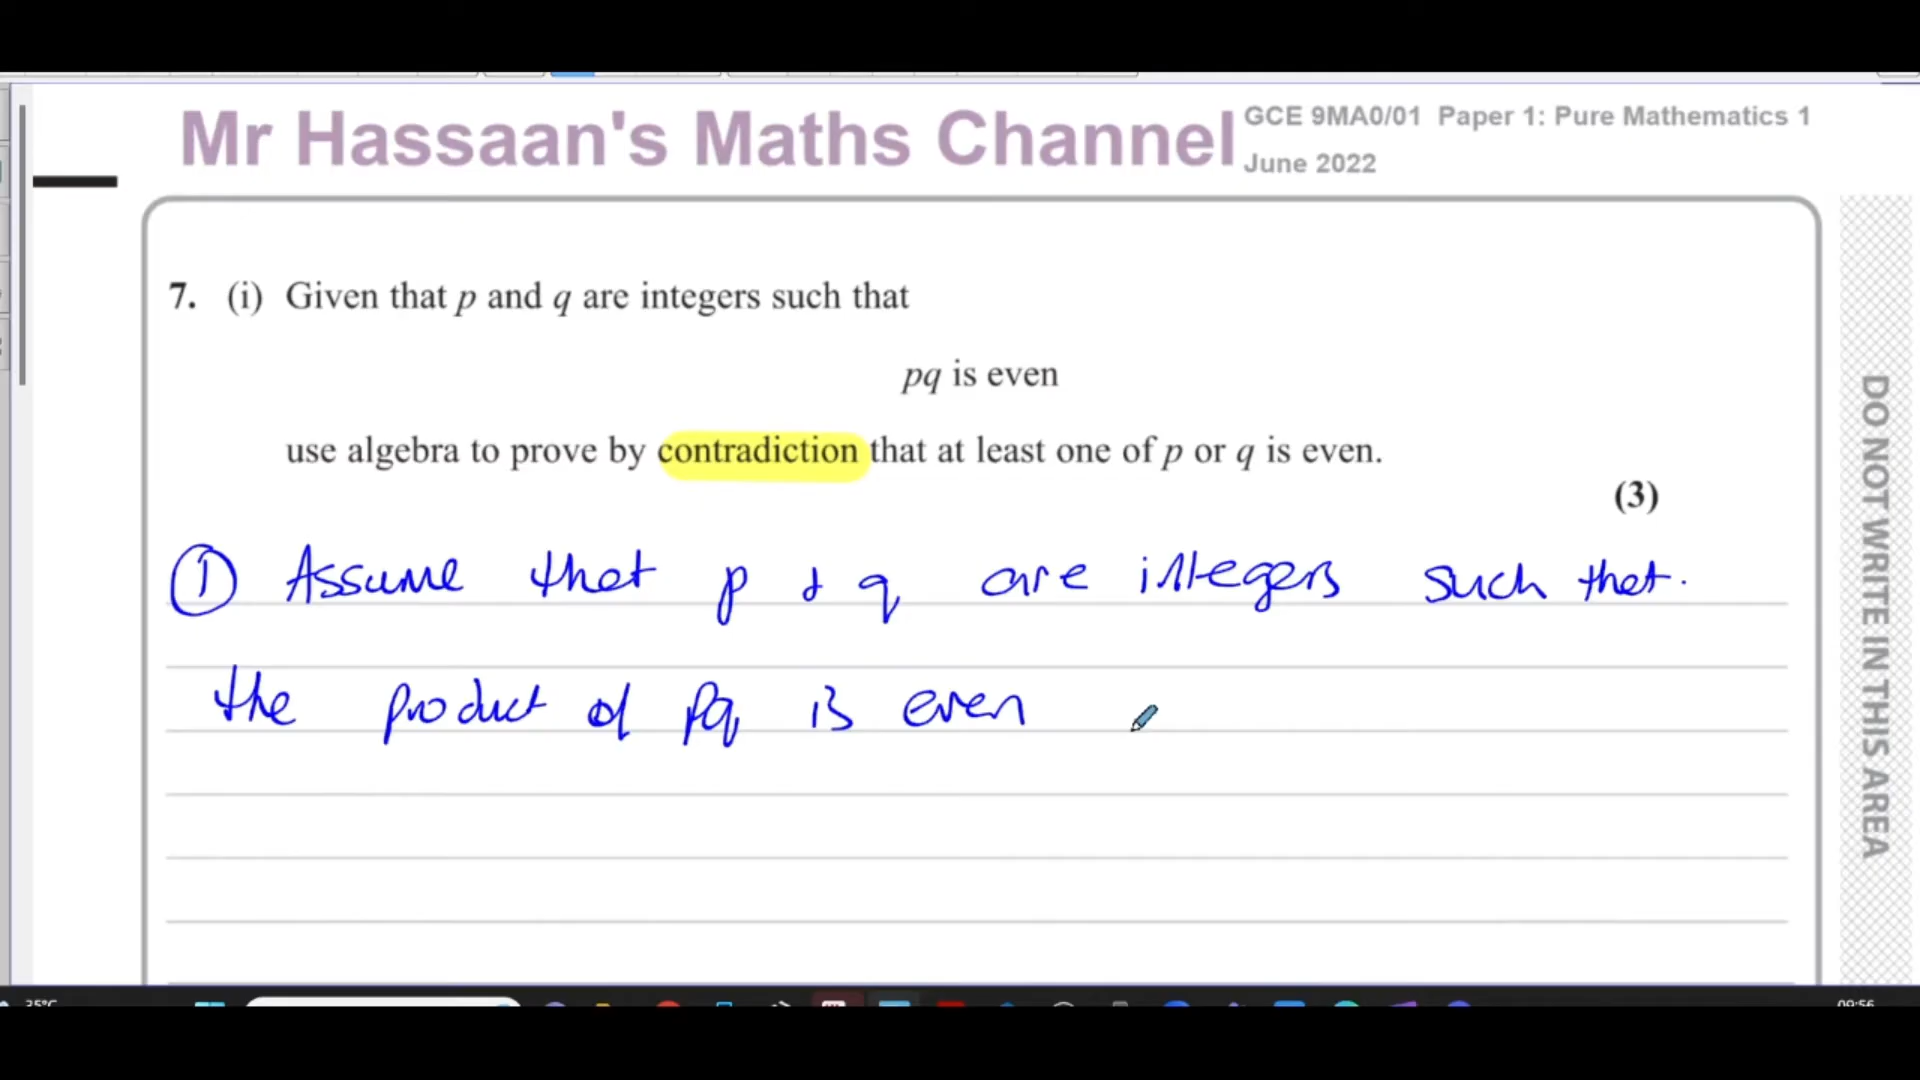 Mr Hassaan's Maths Channel
GCE 9MA0/01 Paper 1: Pure Mathematics 1
June 2022
7. (i) Given that p and q are integers such that
pq is even
use algebra to prove by contradiction that at least one of p or q is even.
(3)
① Assume that p & q are integers such that.
the product of pq is even
DO NOT WRITE IN THIS AREA
35°C
09:56